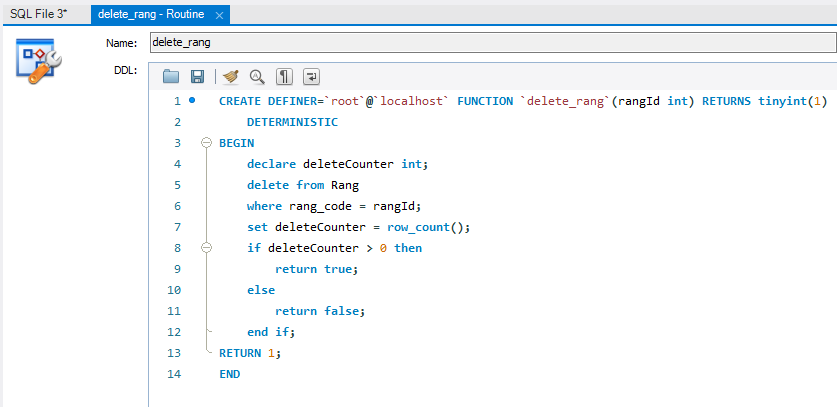 SQL File 3*
delete_rang - Routine ×
Name: delete_rang
DDL:
1 CREATE DEFINER=`root`@`localhost` FUNCTION `delete_rang`(rangId int) RETURNS tinyint(1)
2 DETERMINISTIC
3 BEGIN
4 declare deleteCounter int;
5 delete from Rang
6 where rang_code = rangId;
7 set deleteCounter = row_count();
8 if deleteCounter > 0 then
9 return true;
10 else
11 return false;
12 end if;
13 RETURN 1;
14 END